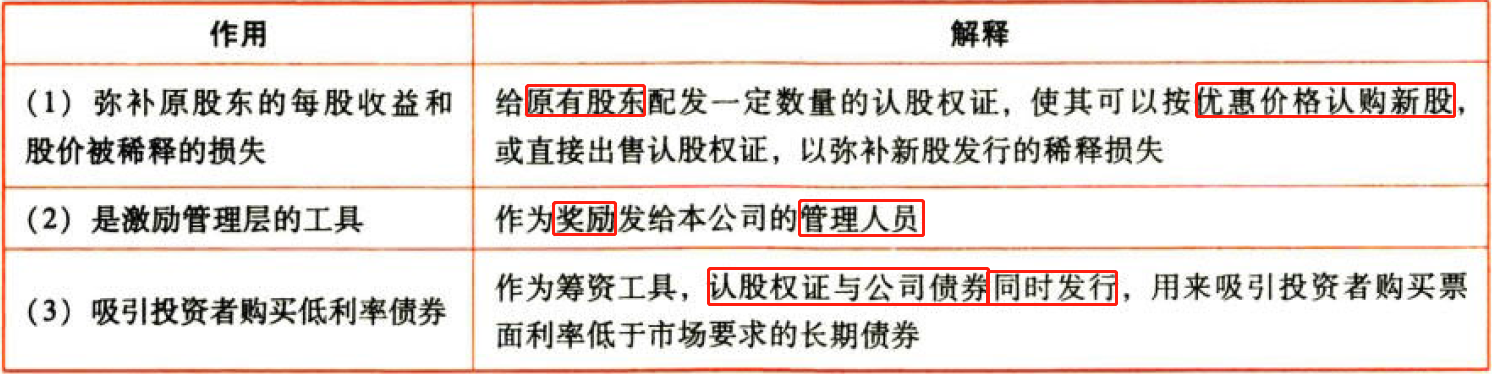 作用
解释
(1) 弥补原股东的每股收益和
股价被稀释的损失
给原有股东配发一定数量的认股权证，使其可以按优惠价格认购新股，
或直接出售认股权证，以弥补新股发行的稀释损失
(2) 是激励管理层的工具
作为奖励发给本公司的管理人员
(3) 吸引投资者购买低利率债券
作为筹资工具，认股权证与公司债券同时发行，用来吸引投资者购买票
面利率低于市场要求的长期债券